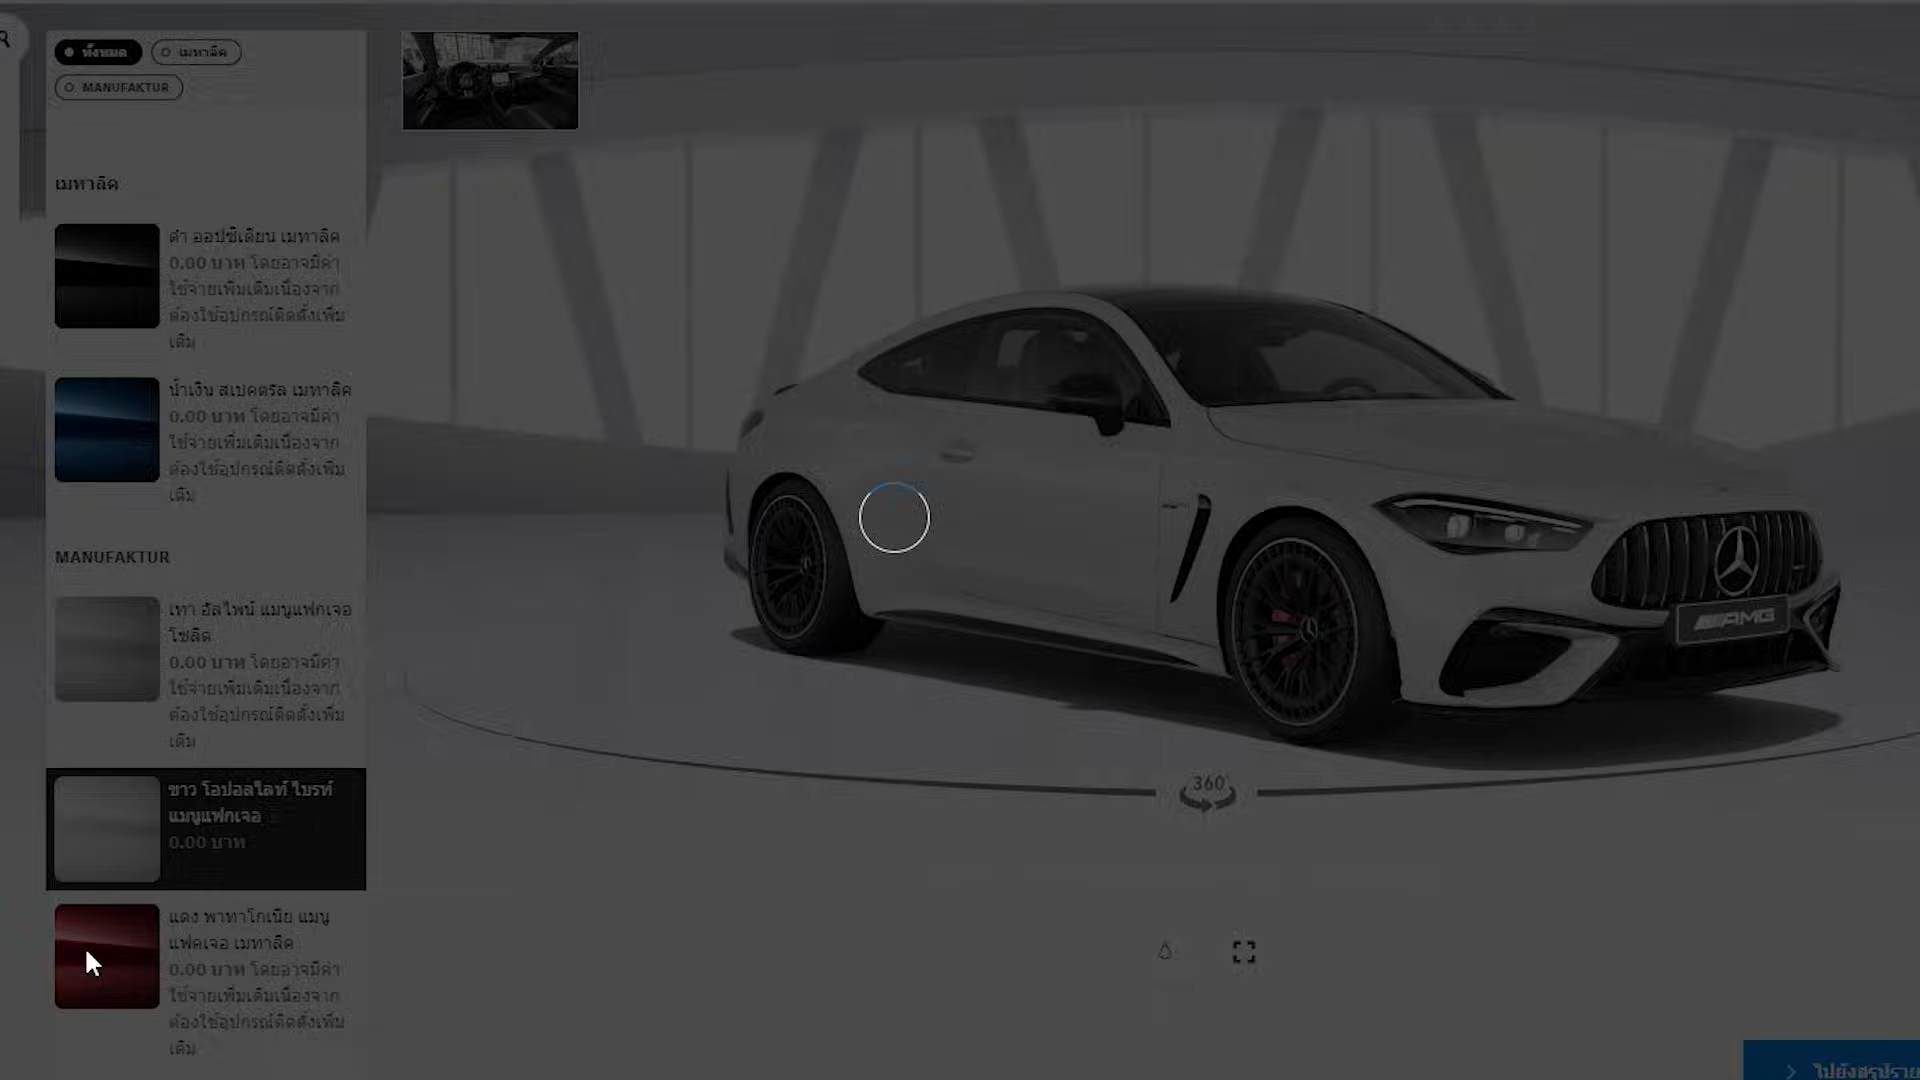 ทั้งหมด
เมทาลิค
MANUFAKTUR
เมทาลิค
ดำ ออปซิเดียน เมทาลิค
0.00 บาท โดยอาจมีค่า
ใช้จ่ายเพิ่มเติมเนื่องจาก
ต้องใช้อุปกรณ์ติดตั้งเพิ่ม
เติม
น้ำเงิน สเปคตรัล เมทาลิค
0.00 บาท โดยอาจมีค่า
ใช้จ่ายเพิ่มเติมเนื่องจาก
ต้องใช้อุปกรณ์ติดตั้งเพิ่ม
เติม
MANUFAKTUR
เทา อัลไพน์ แมนูแฟกเจอ
โซลิด
0.00 บาท โดยอาจมีค่า
ใช้จ่ายเพิ่มเติมเนื่องจาก
ต้องใช้อุปกรณ์ติดตั้งเพิ่ม
เติม
ขาว โอปอลไลท์ ไบรท์
แมนูแฟกเจอ
0.00 บาท
แดง พาทาโกเนีย แมนู
แฟคเจอ เมทาลิค
0.00 บาท โดยอาจมีค่า
ใช้จ่ายเพิ่มเติมเนื่องจาก
ต้องใช้อุปกรณ์ติดตั้งเพิ่ม
เติม
AMG
360
ไปยังสรุปราย